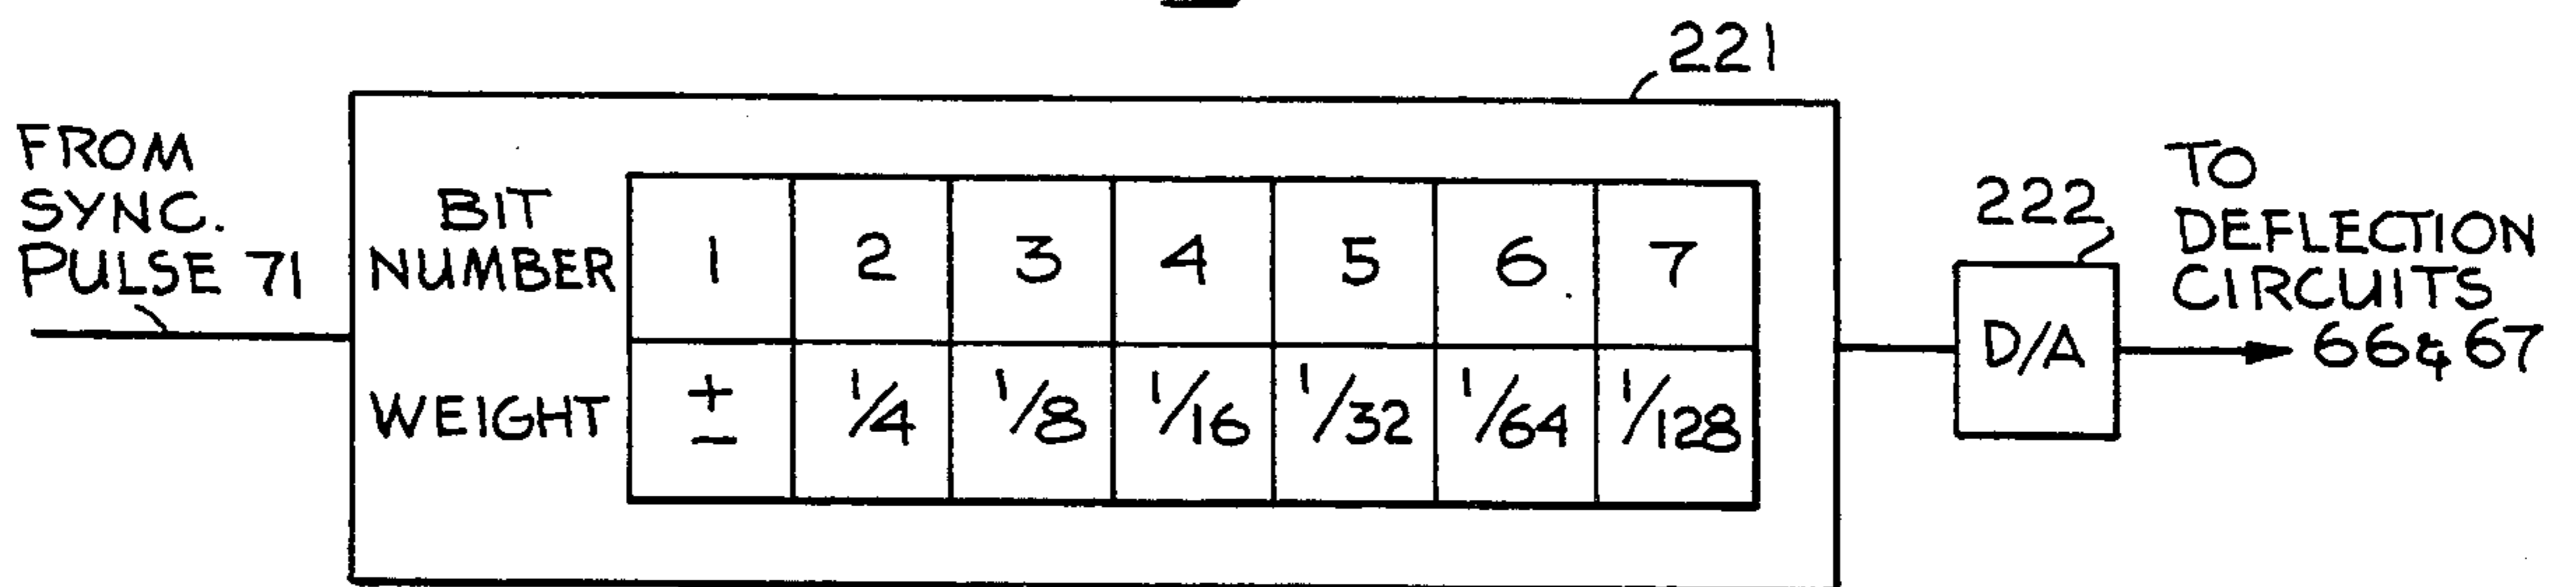 221
FROM
SYNC.
PULSE 71
BIT
NUMBER 1 2 3 4 5 6 7
WEIGHT + − 1/4 1/8 1/16 1/32 1/64 1/128
222
D/A
TO
DEFLECTION
CIRCUITS
66 & 67